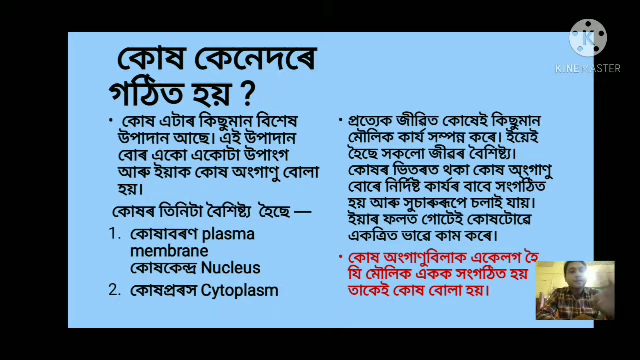 কোষ কেনেদৰে
গঠিত হয় ?
• কোষ এটাৰ কিছুমান বিশেষ
উপাদান আছে। এই উপাদান
বোৰ একো একোটা উপাংগ
আৰু ইয়াক কোষ অংগাণু বোলা
হয়।
কোষৰ তিনিটা বৈশিষ্ট্য হৈছে —
1. কোষাবৰণ plasma
membrane
কোষকেন্দ্ৰ Nucleus
2. কোষপ্ৰৰস Cytoplasm
• প্ৰত্যেক জীৱিত কোষেই কিছুমান
মৌলিক কাৰ্য সম্পন্ন কৰে। ইয়েই
হৈছে সকলো জীৱৰ বৈশিষ্ট্য।
কোষৰ ভিতৰত থকা কোষ অংগাণু
বোৰে নিৰ্দিষ্ট কাৰ্যৰ বাবে সংগঠিত
হয় আৰু সুচাৰুৰূপে চলাই যায়।
ইয়াৰ ফলত গোটেই কোষটোৱে
একত্ৰিত ভাৱে কাম কৰে।
• কোষ অংগাণুবিলাক একেলগ হৈ
যি মৌলিক একক সংগঠিত হয়
তাকেই কোষ বোলা হয়।
K
KINEMASTER